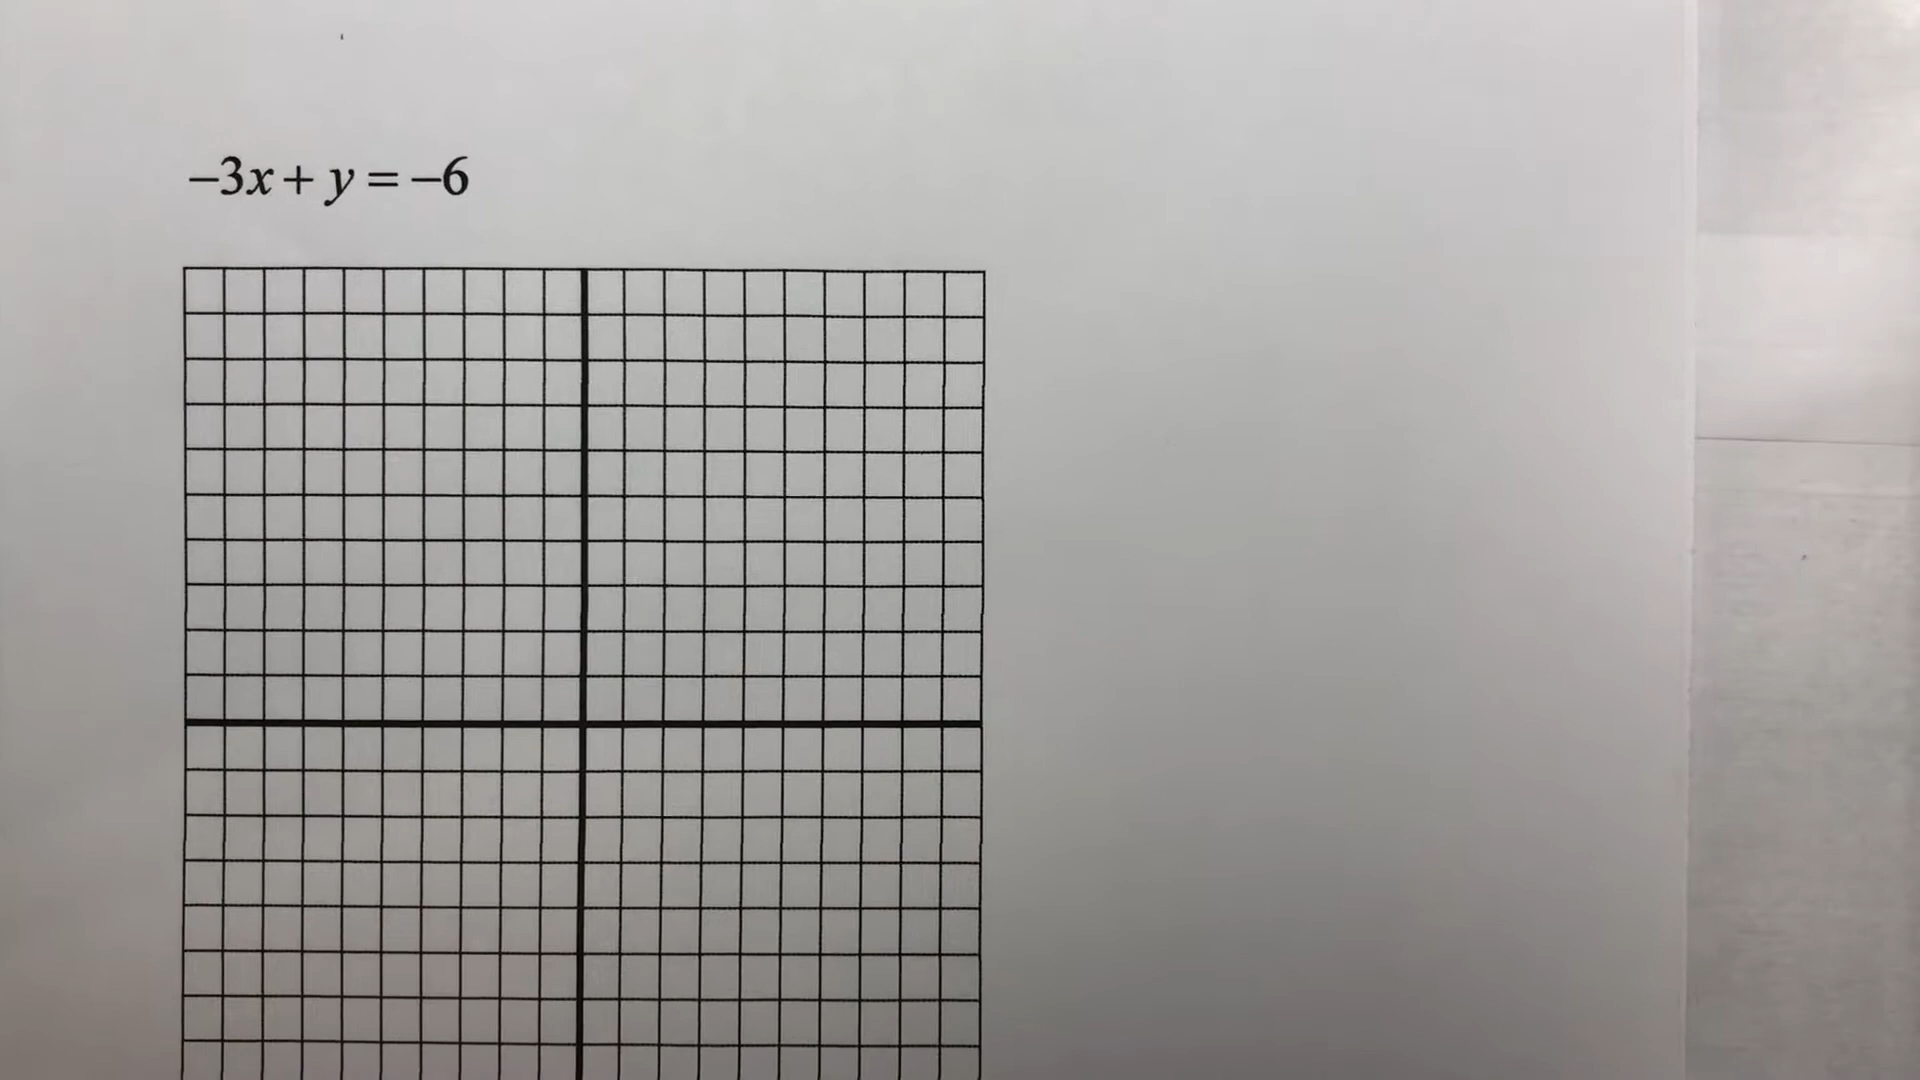 −3x + y = −6